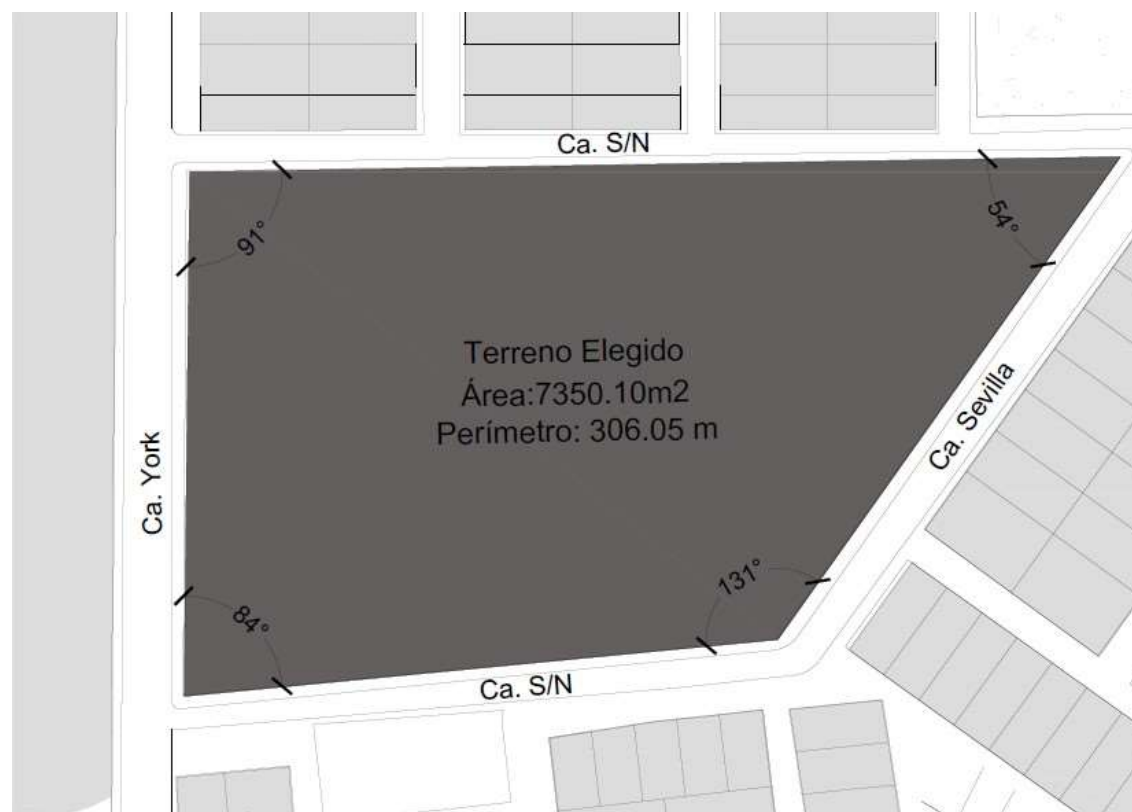 Ca. S/N
91°
54°
Terreno Elegido
Área:7350.10m2
Perímetro: 306.05 m
Ca. Sevilla
Ca. York
131°
84°
Ca. S/N